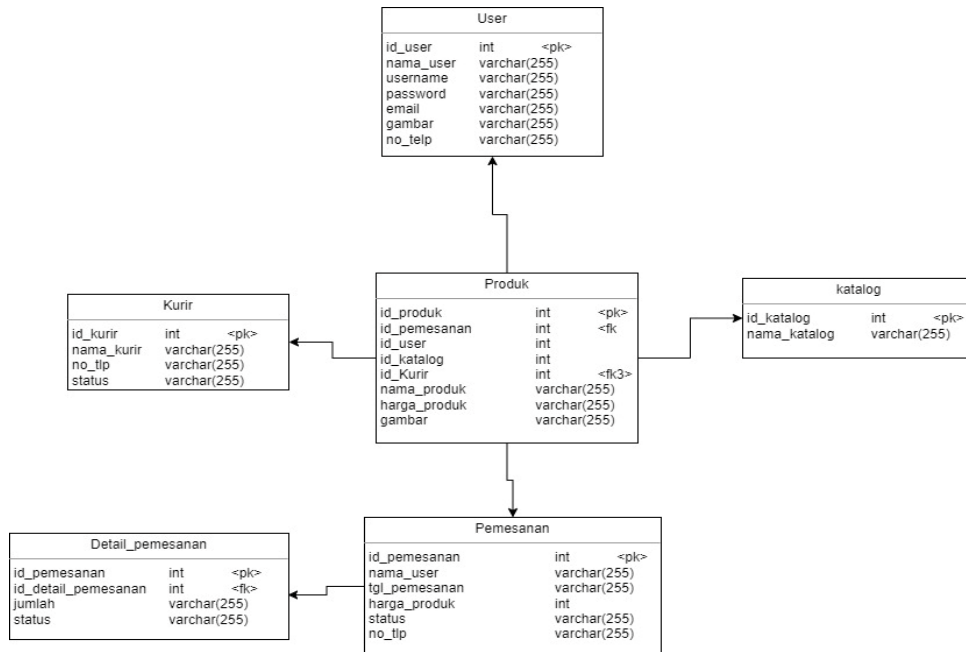 User
id_user int <pk>
nama_user varchar(255)
username varchar(255)
password varchar(255)
email varchar(255)
gambar varchar(255)
no_telp varchar(255)
Kurir
id_kurir int <pk>
nama_kurir varchar(255)
no_tlp varchar(255)
status varchar(255)
Produk
id_produk int <pk>
id_pemesanan int <fk
id_user int
id_katalog int
id_Kurir int <fk3>
nama_produk varchar(255)
harga_produk varchar(255)
gambar varchar(255)
katalog
id_katalog int <pk>
nama_katalog varchar(255)
Detail_pemesanan
id_pemesanan int <pk>
id_detail_pemesanan int <fk>
jumlah varchar(255)
status varchar(255)
Pemesanan
id_pemesanan int <pk>
nama_user varchar(255)
tgl_pemesanan varchar(255)
harga_produk int
status varchar(255)
no_tlp varchar(255)